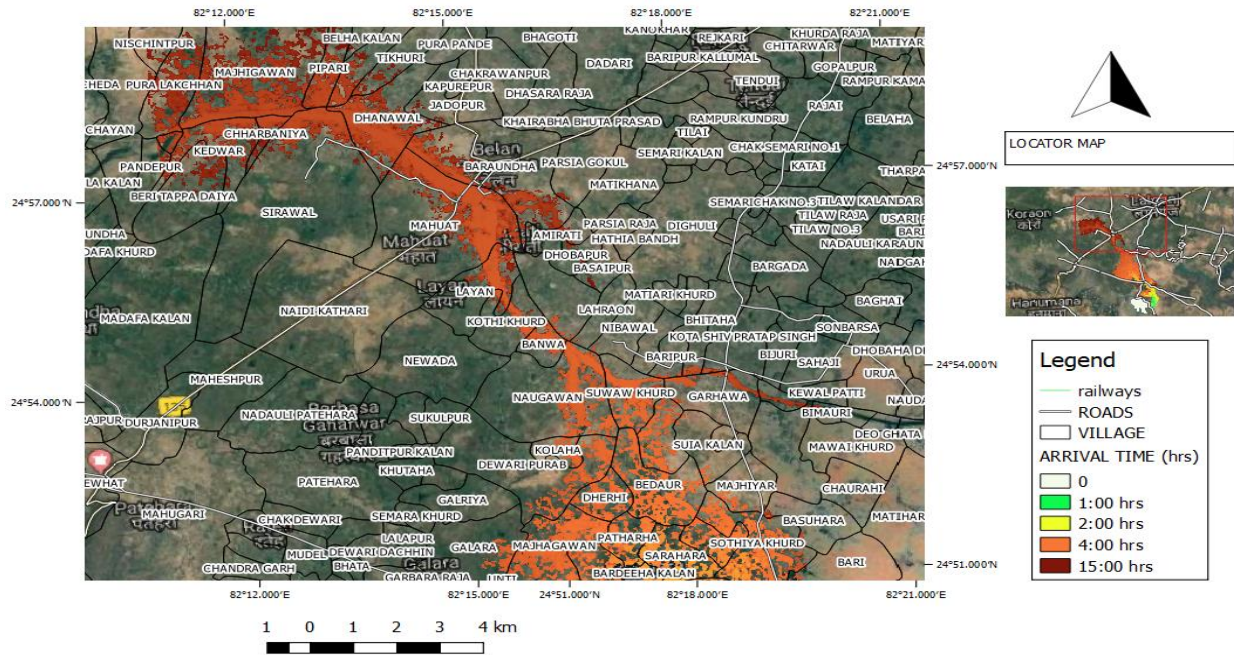 82°12.000'E 82°15.000'E 82°18.000'E 82°21.000'E
NISCHINTPUR BELHA KALAN PURA PANDE BHAGOTI KANOKHAR REJKARI KHURDA RAJA
TIKHURI DADARI BARIPUR KALLUMAL CHITARWAR MATIYAR
MAJHIGAWAN PIPARI CHAKRAWANPUR GOPALPUR
HEDA PURA LAKCHHAN KAPUREPUR DHASARA RAJA TENDUI RAMPUR KAMA
JADOPUR RAJAI
CHAYAN CHHARBANIYA DHANAWAL KHAIRABHA BHUTA PRASAD RAMPUR KUNDRU BELAHA
KEDWAR TILAI
PANDEPUR Belan BARAUNDHA PARSIA GOKUL SEMARI KALAN CHAK SEMARI NO.1
KATAI 24°57.000'N
LA KALAN BERI TAPPA DAIYA MATIKHANA THARPA
24°57.000'N SIRAWAL SEMARICHAK NO.3 TILAW KALANDAR
MAHUAT PARSIA RAJA DIGHULI TILAW RAJA USARI
UNDHA Mahuat महात AMIRATI HATHIA BANDH TILAW NO.3 BARI
DAFA KHURD DHOBAPUR NADAULI KARAUN
BASAIPUR BARGADA
LAYAN Layan लायन MATIARI KHURD BAGHAI
MADAFA KALAN NAIDI KATHARI LAHRAON
KOTHI KHURD NIBAWAL BHITAHA SONBARSA
BANWA KOTA SHIV PRATAP SINGH
NEWADA BARIPUR BIJURI SAHAJI DHOBAHA
URUA 24°54.000'N
MAHESHPUR NAUGAWAN SUWAW KHURD GARHAWA KEWAL PATTI
24°54.000'N NAUDA
RAJPUR DURJANIPUR NADAULI PATEHARA SUKULPUR BIMAURI
Barbasa Ganarwar
KOLAHA SUTA KALAN DEO GHATA
PANDITPUR KALAN MAWAI KHURD
KHUTAHA DEWARI PURAB
EWHAT PATEHARA BEDAUR MAJHIYAR CHAURAHI
MAHUGARI GALRIYA DHERHI
CHAK DEWARI SEMARA KHURD BASUHARA MATIHAR
LALAPUR PATHARHA
MUDEL DEWARI DACHHIN GALARA MAJHAGAWAN SOTHIYA KHURD
BHATA Galara SARAHARA BARI 24°51.000'N
CHANDRA GARH GARBARA RAJA UNTI BARDEEHA KALAN
82°12.000'E 82°15.000'E 24°51.000'N 82°18.000'E 82°21.000'E
1 0 1 2 3 4 km
LOCATOR MAP
Koraon
Hanumana
Legend
railways
ROADS
VILLAGE
ARRIVAL TIME (hrs)
0
1:00 hrs
2:00 hrs
4:00 hrs
15:00 hrs